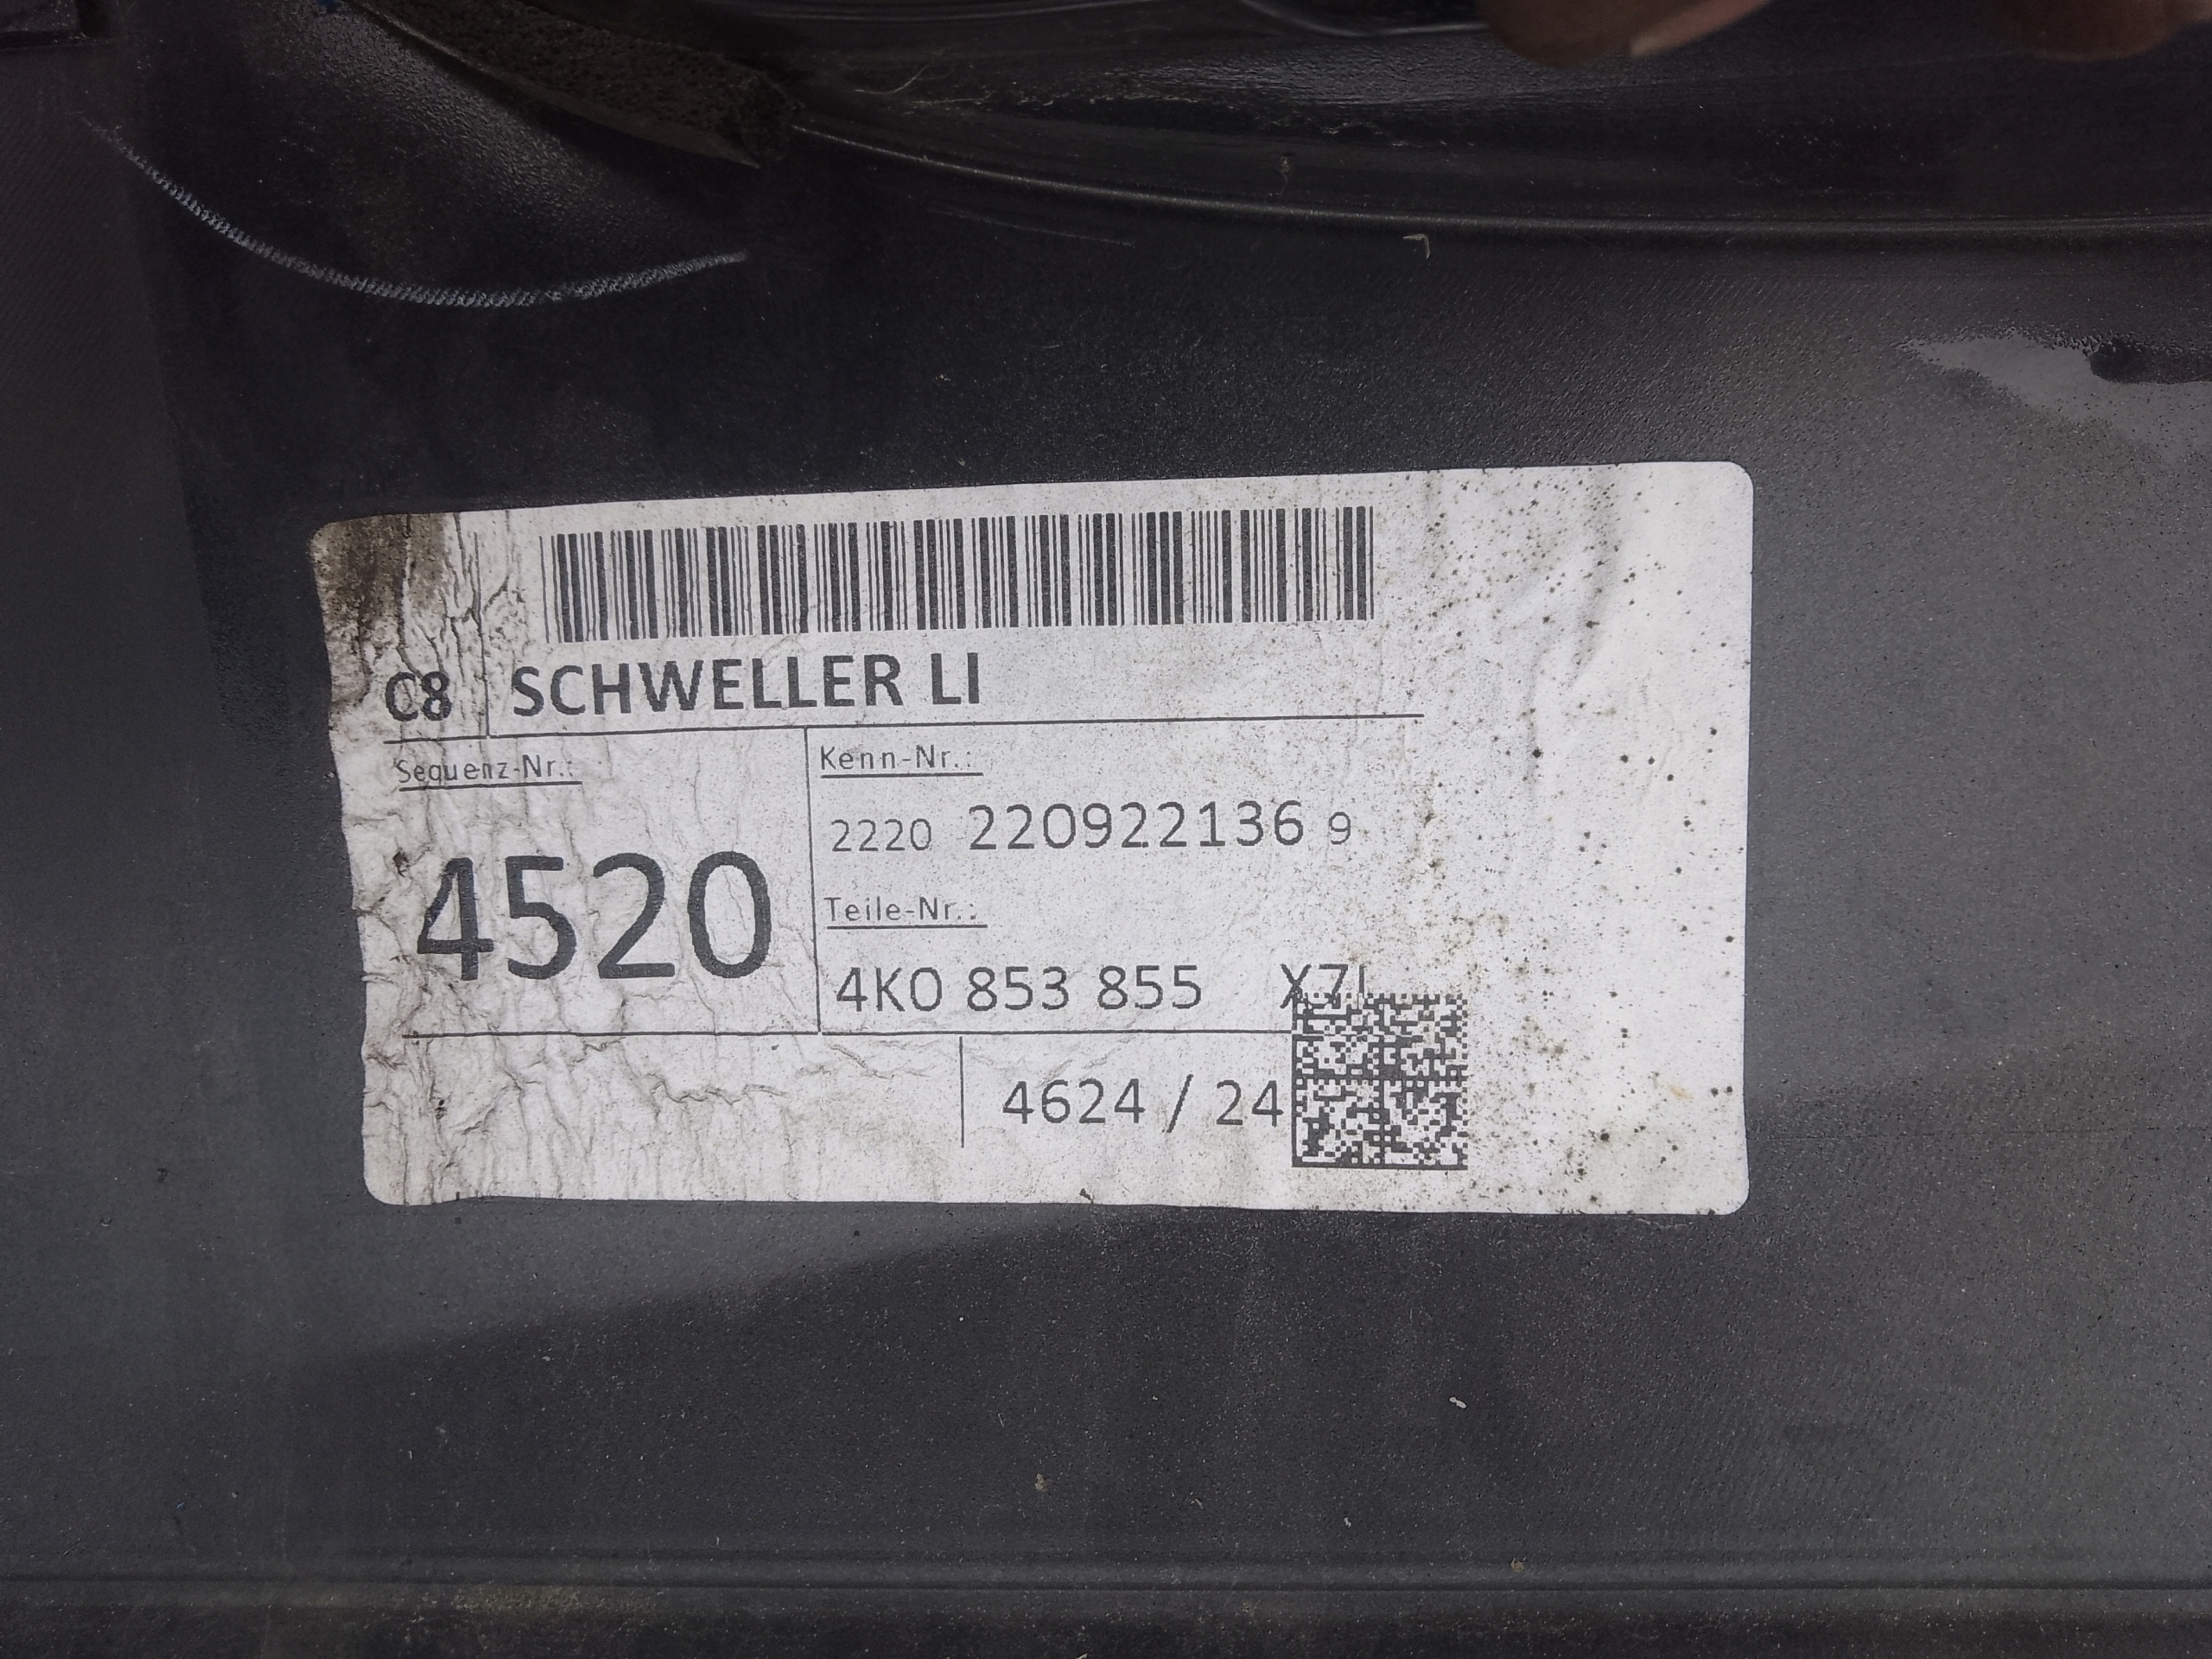 C8 SCHWELLER LI
Sequenz-Nr.:
4520
Kenn-Nr.:
2220 220922136 9
Teile-Nr.:
4K0 853 855
4624 / 24